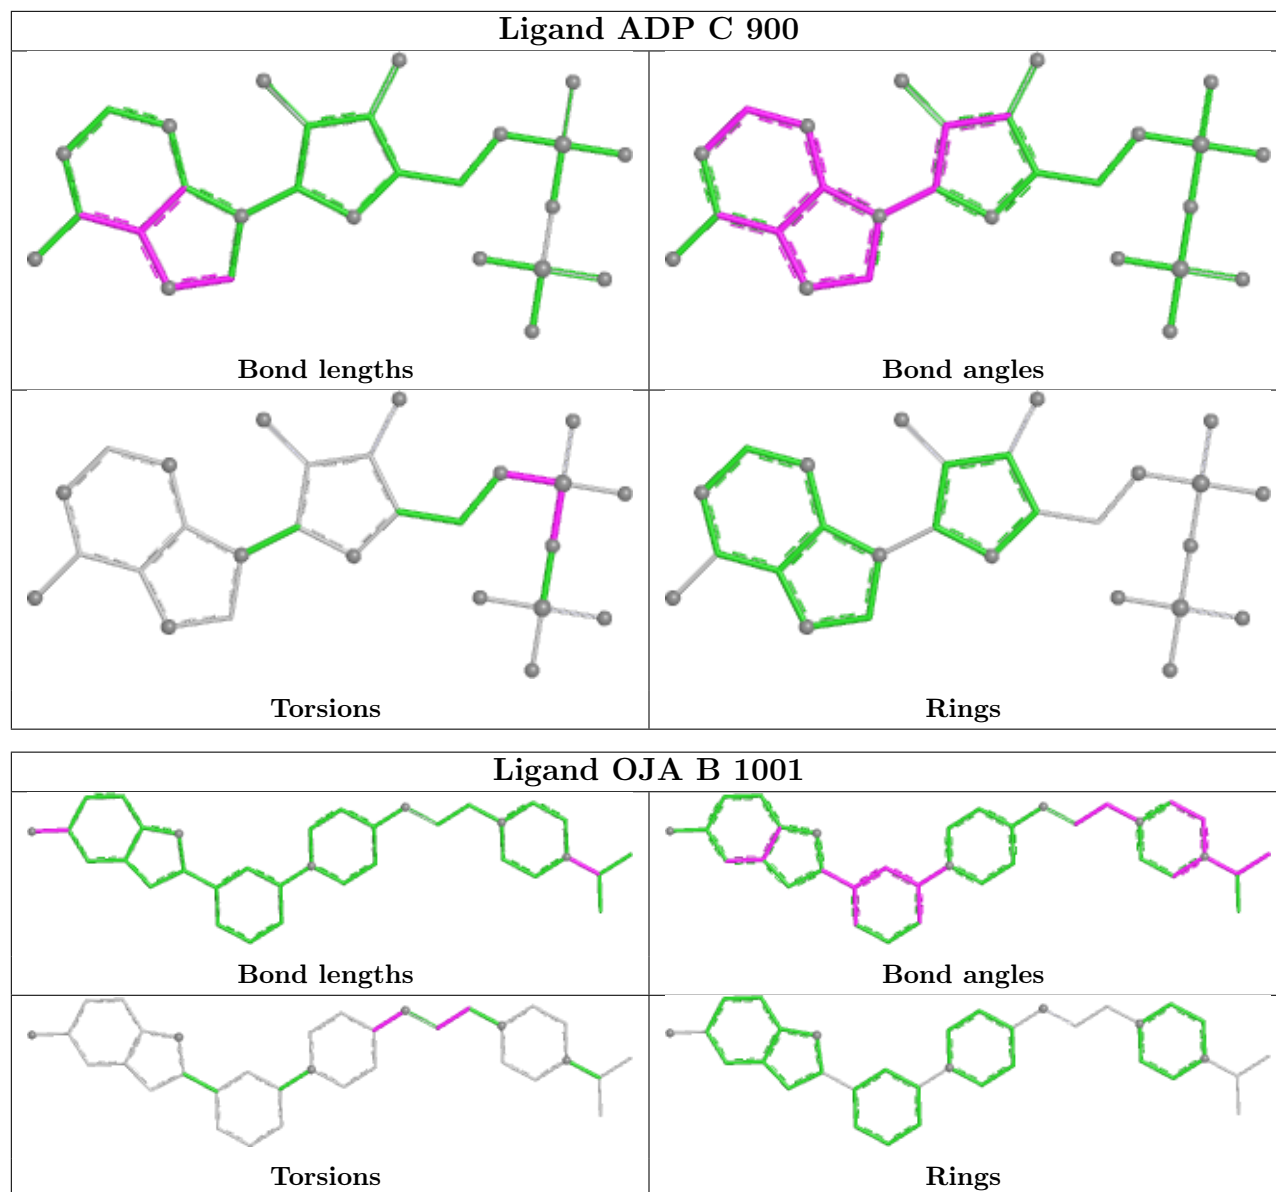 Ligand ADP C 900
Bond lengths
Bond angles
Torsions
Rings
Ligand OJA B 1001
Bond lengths
Bond angles
Torsions
Rings